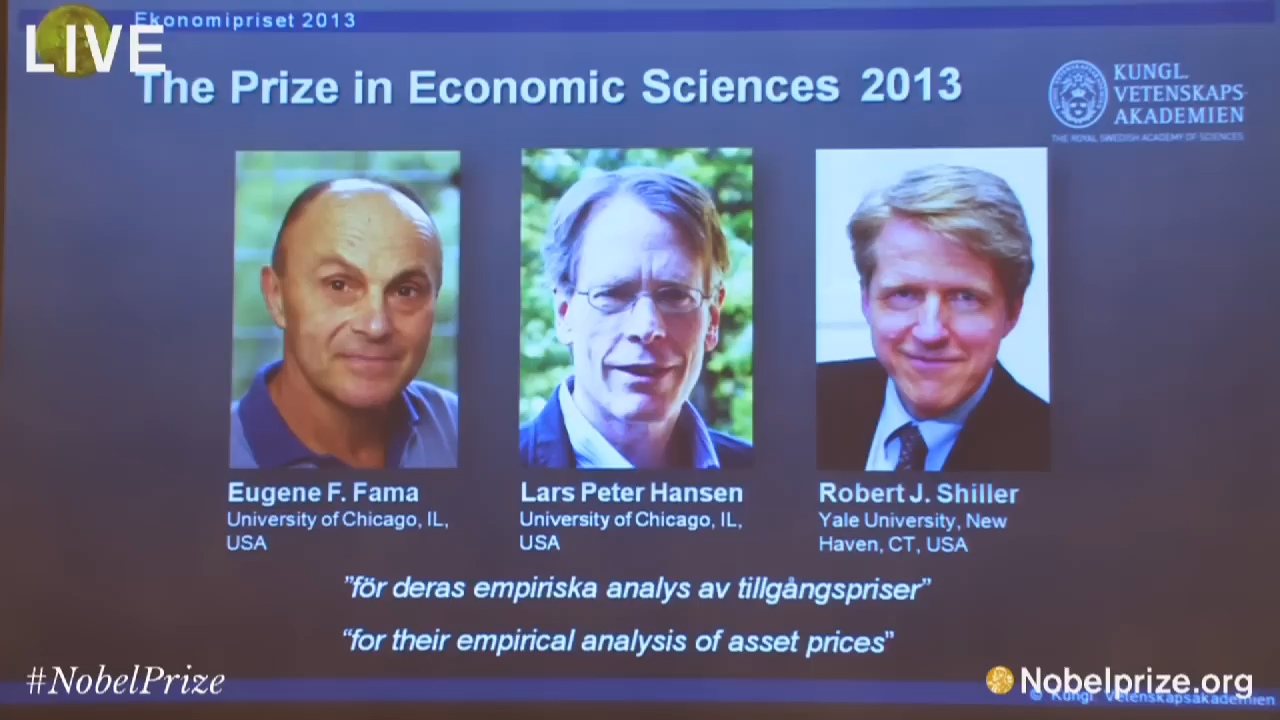 Ekonomipriset 2013
LIVE
The Prize in Economic Sciences 2013
KUNGL.
VETENSKAPS-
AKADEMIEN
THE ROYAL SWEDISH ACADEMY OF SCIENCES
Eugene F. Fama
University of Chicago, IL,
USA
Lars Peter Hansen
University of Chicago, IL,
USA
Robert J. Shiller
Yale University, New
Haven, CT, USA
"för deras empiriska analys av tillgångspriser"
"for their empirical analysis of asset prices"
#NobelPrize
Nobelprize.org
© Kungl. Vetenskapsakademien